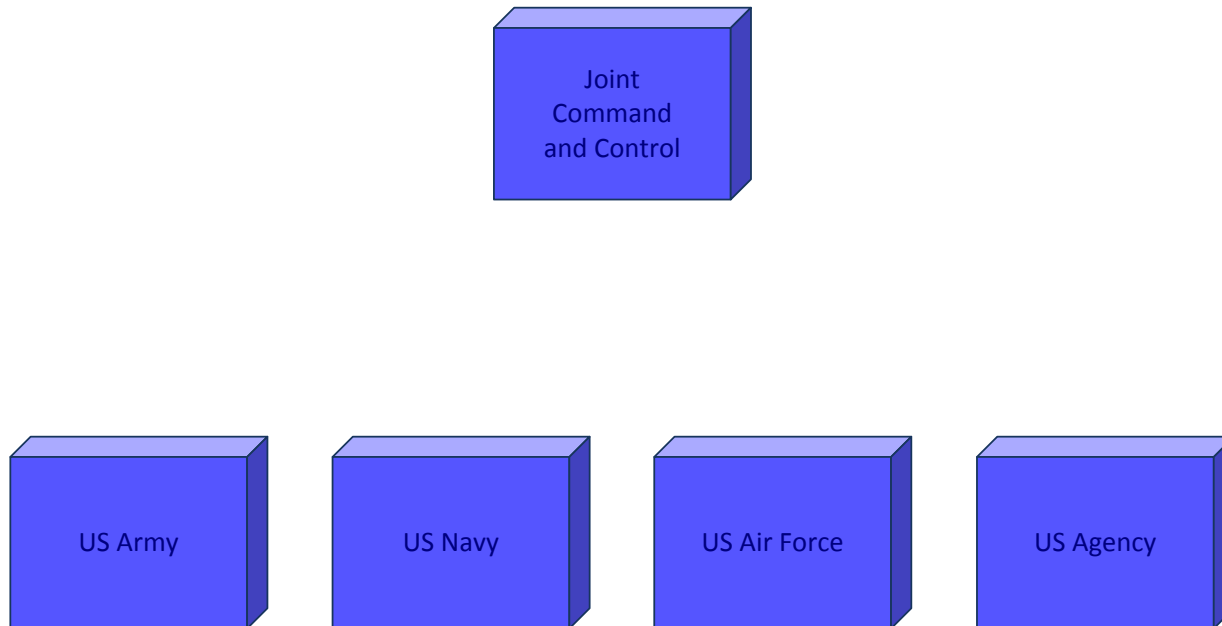 Joint
Command
and Control
US Army
US Navy
US Air Force
US Agency